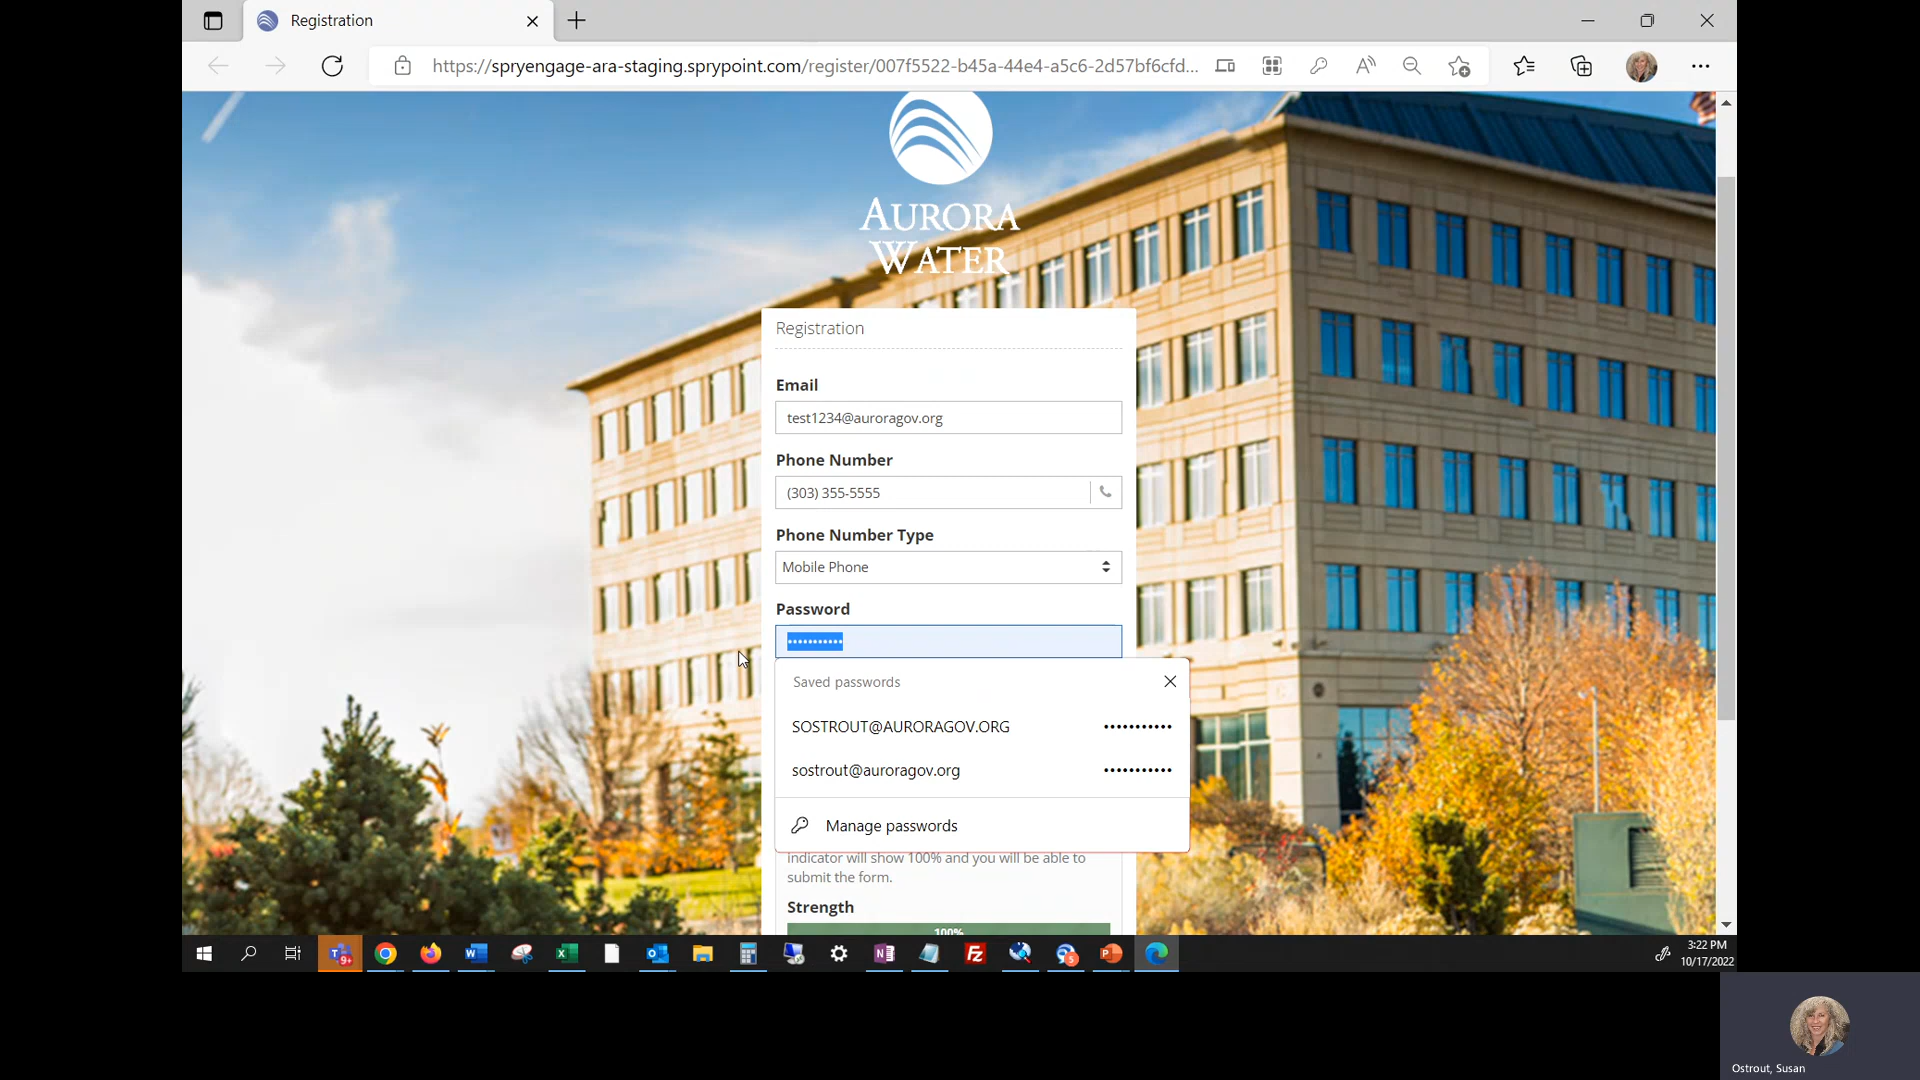 Registration
https://spryengage-ara-staging.sprypoint.com/register/007f5522-b45a-44e4-a5c6-2d57bf6cfd...
AURORA
WATER
Registration
Email
test1234@auroragov.org
Phone Number
(303) 355-5555
Phone Number Type
Mobile Phone
Password
•••••••••••
Saved passwords
SOSTROUT@AURORAGOV.ORG •••••••••••
sostrout@auroragov.org •••••••••••
Manage passwords
indicator will show 100% and you will be able to
submit the form.
Strength
100%
9+
5
3:22 PM
10/17/2022
Ostrout, Susan